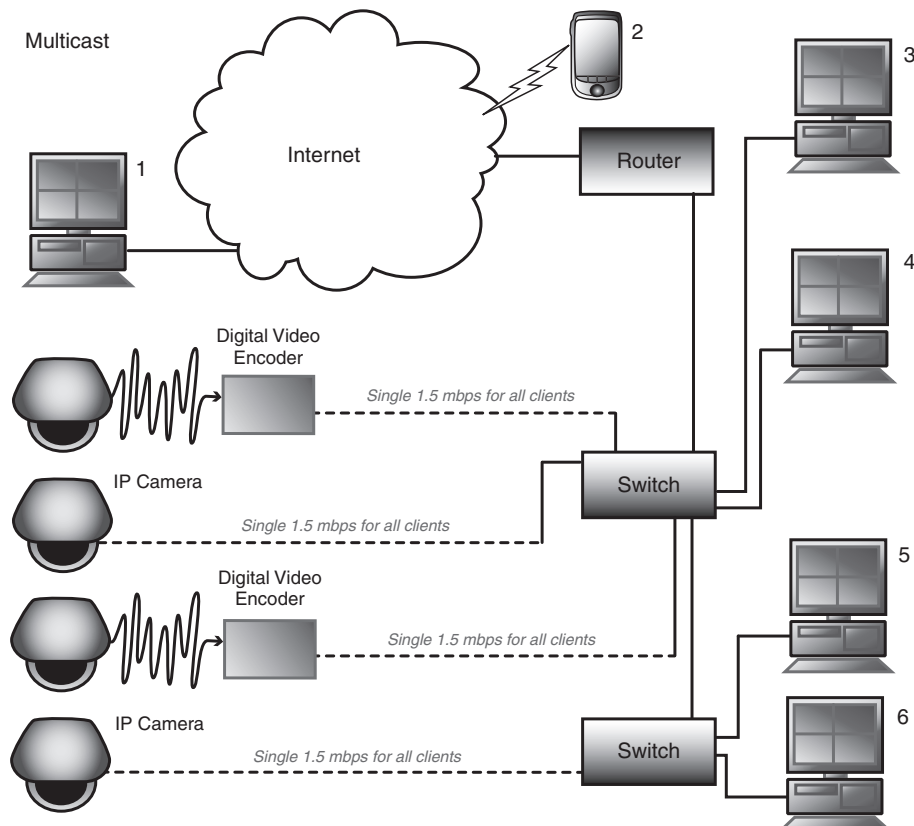 Multicast
2
3
1
Internet
Router
4
Digital Video
Encoder
Single 1.5 mbps for all clients
IP Camera
Switch
Single 1.5 mbps for all clients
5
Digital Video
Encoder
Single 1.5 mbps for all clients
6
IP Camera
Switch
Single 1.5 mbps for all clients